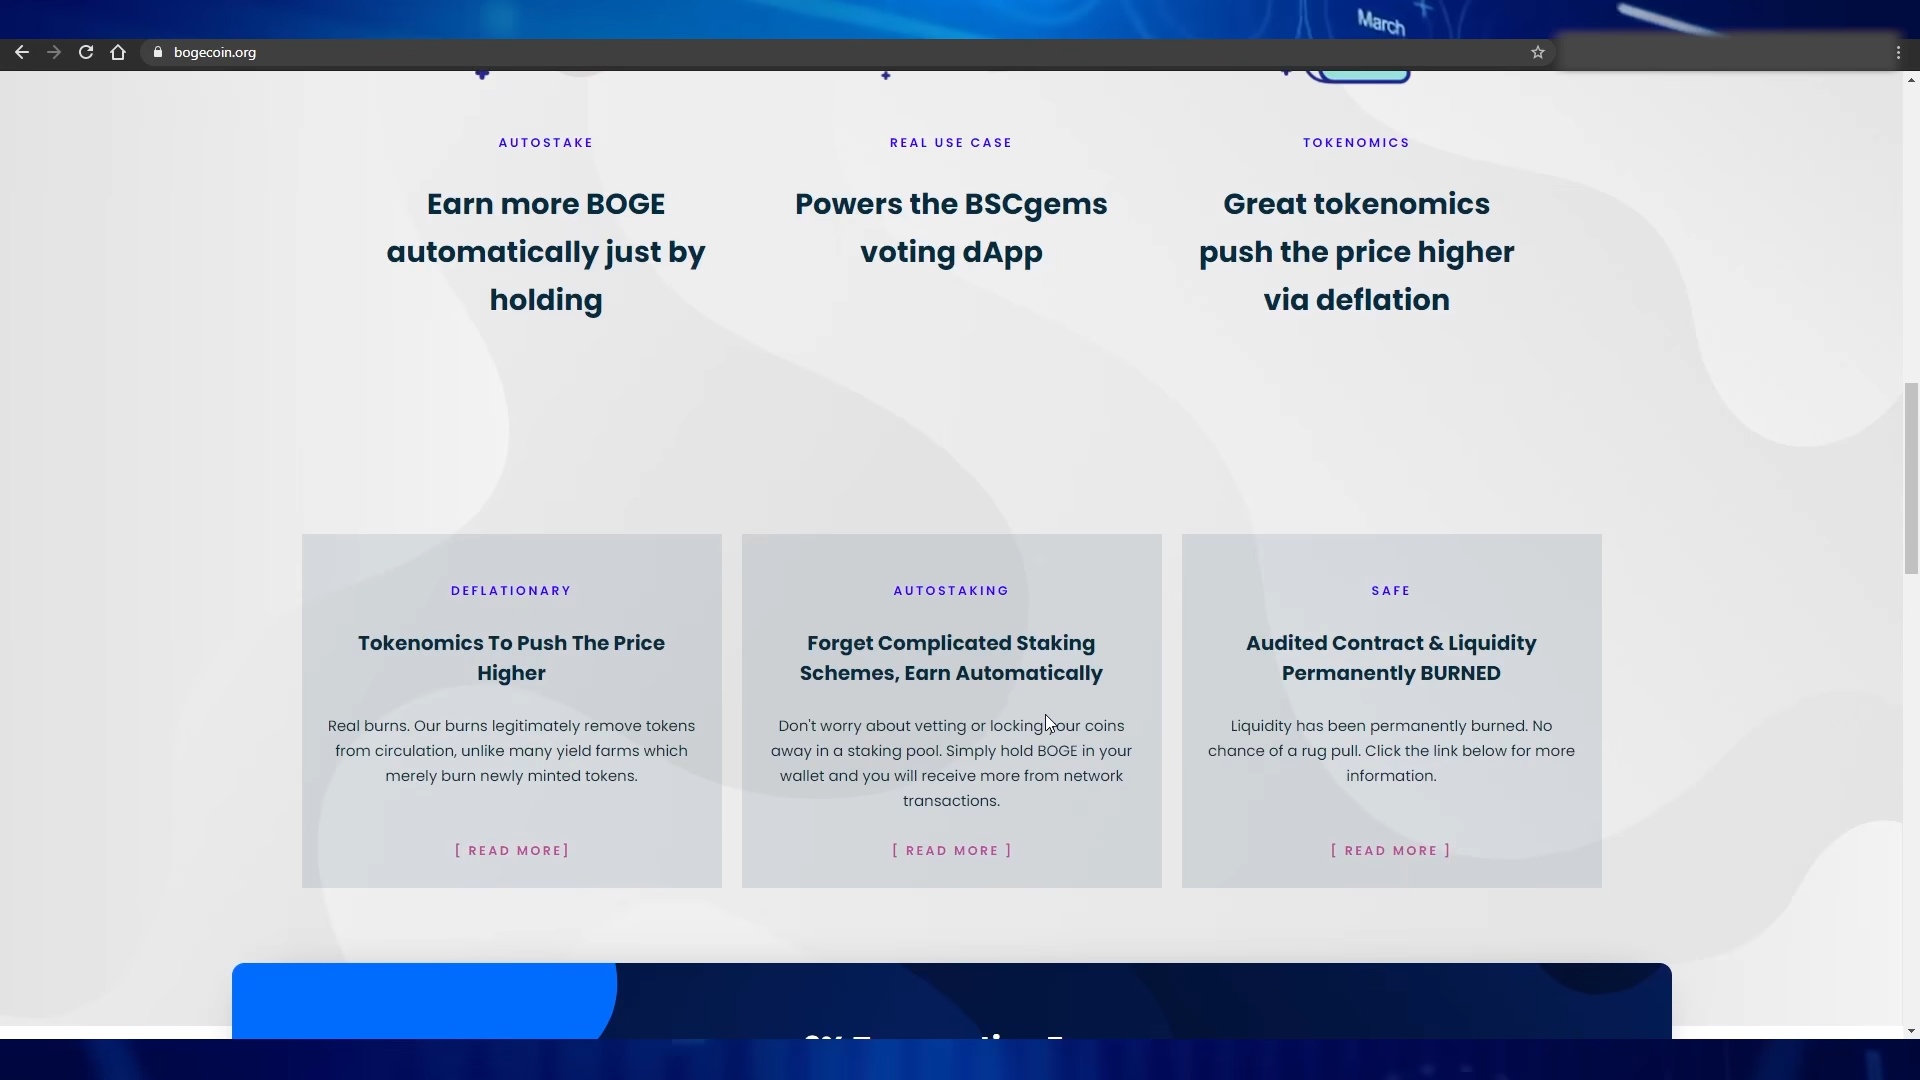 March
bogecoin.org
AUTOSTAKE
Earn more BOGE
automatically just by
holding
REAL USE CASE
Powers the BSCgems
voting dApp
TOKENOMICS
Great tokenomics
push the price higher
via deflation
DEFLATIONARY
Tokenomics To Push The Price
Higher
Real burns. Our burns legitimately remove tokens
from circulation, unlike many yield farms which
merely burn newly minted tokens.
[ READ MORE]
AUTOSTAKING
Forget Complicated Staking
Schemes, Earn Automatically
Don't worry about vetting or locking your coins
away in a staking pool. Simply hold BOGE in your
wallet and you will receive more from network
transactions.
[ READ MORE ]
SAFE
Audited Contract & Liquidity
Permanently BURNED
Liquidity has been permanently burned. No
chance of a rug pull. Click the link below for more
information.
[ READ MORE ]